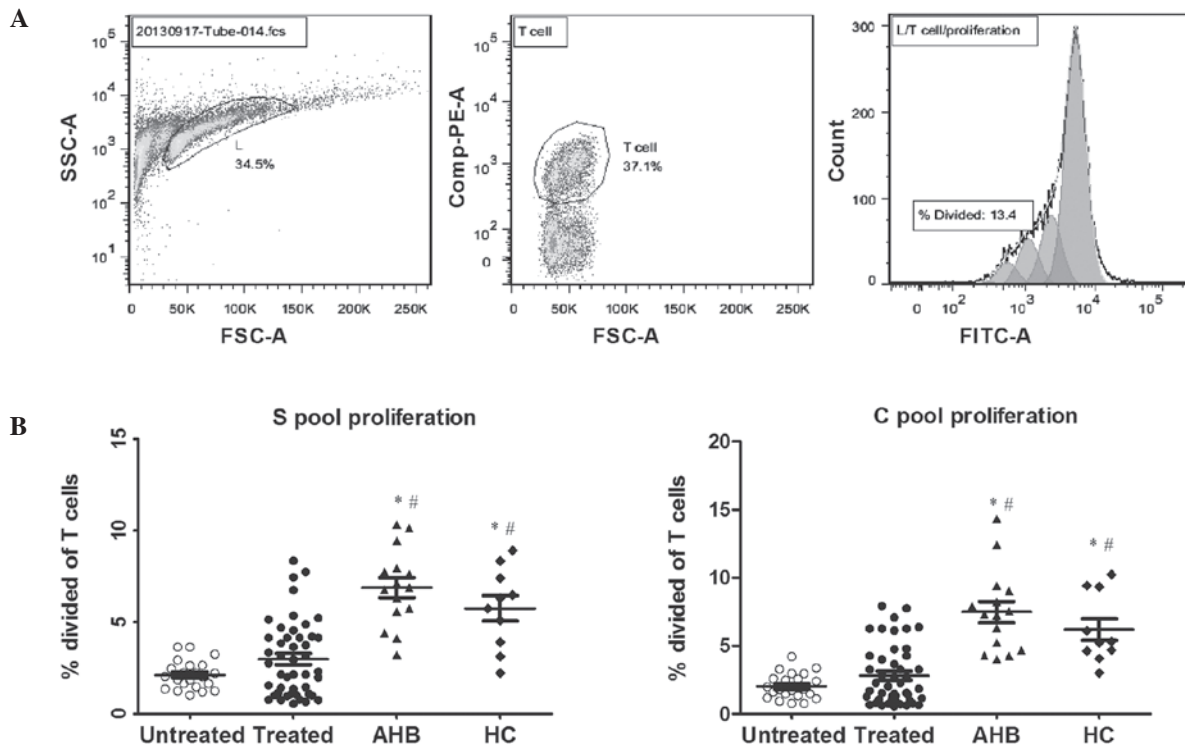 A
20130917-Tube-014.fcs
10^5
10^4
10^3
10^2
10^1
SSC-A
L
34.5%
0 50K 100K 150K 200K 250K
FSC-A
T cell
10^5
10^4
10^3
10^2
0
Comp-PE-A
T cell
37.1%
0 50K 100K 150K 200K 250K
FSC-A
L/T cell/proliferation
300
200
100
0
Count
% Divided: 13.4
0 10^2 10^3 10^4 10^5
FITC-A
B
S pool proliferation
15
10
5
0
% divided of T cells
* #
* #
Untreated Treated AHB HC
C pool proliferation
20
15
10
5
0
% divided of T cells
* #
* #
Untreated Treated AHB HC